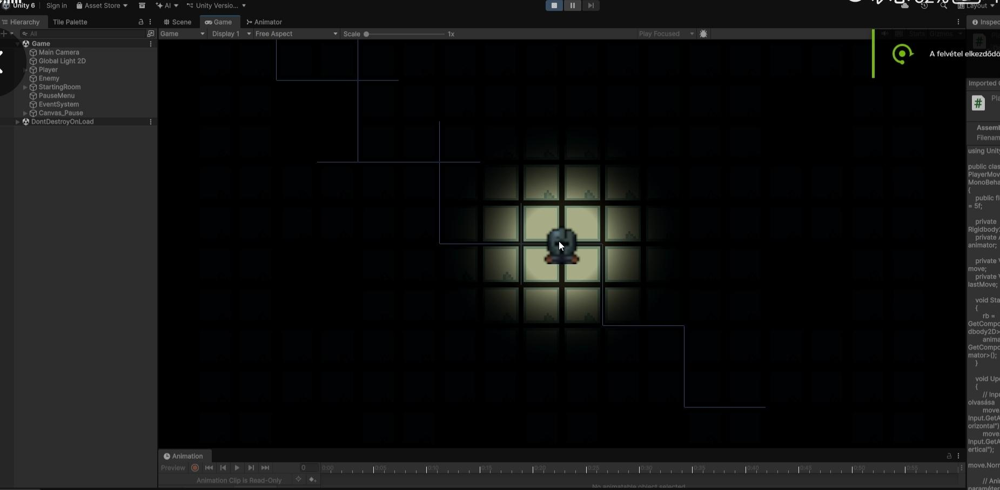 Unity 6
Sign in
Asset Store
AI
Unity Versio...
Layout
Hierarchy
Tile Palette
Scene
Game
Animator
All
Game
Display 1
Free Aspect
Scale
1x
Play Focused
Stats
Gizmos
A felvétel elkezdődö
Game
Main Camera
Global Light 2D
Player
Enemy
StartingRoom
PauseMenu
EventSystem
Canvas_Pause
DontDestroyOnLoad
Inspec
Imported
Pla
Assemb
Filenam
using Unit
public clas
PlayerMov
MonoBeha
{
public fl
= 5f;
private
Rigidbody
private A
animator;
private V
move;
private V
lastMove;
void Sta
{
rb =
GetCompo
dbody2D>
anima
GetCompo
mator>();
}
void Upd
{
// Inpu
olvasása
move.
Input.GetA
orizontal")
move.
Input.GetA
ertical");
move.Norr
// Ani
paraméter
Animation
Preview
0
0:00
0:05
0:10
0:15
0:20
0:25
0:30
0:35
0:40
0:45
0:50
0:55
Animation Clip is Read-Only
No animatable object selected